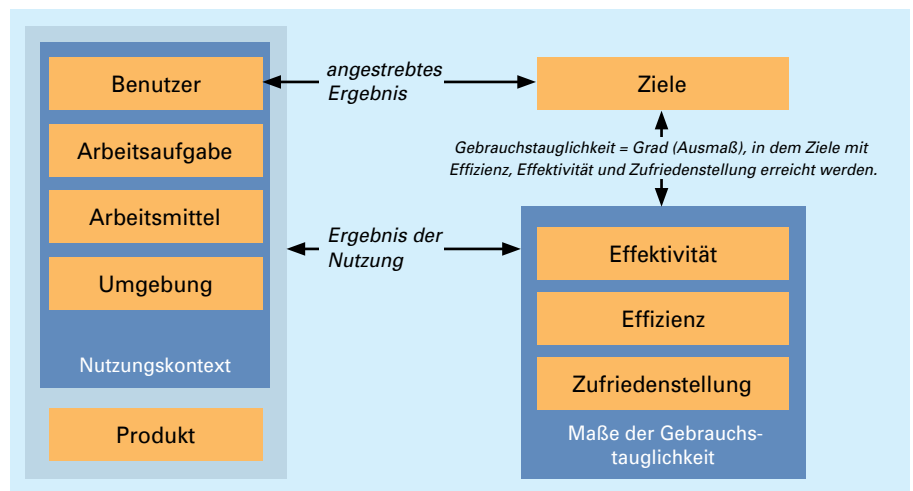 Benutzer
Arbeitsaufgabe
Arbeitsmittel
Umgebung
Nutzungskontext
Produkt
angestrebtes
Ergebnis
Ergebnis der
Nutzung
Ziele
Gebrauchstauglichkeit = Grad (Ausmaß), in dem Ziele mit
Effizienz, Effektivität und Zufriedenstellung erreicht werden.
Effektivität
Effizienz
Zufriedenstellung
Maße der Gebrauchs-
tauglichkeit